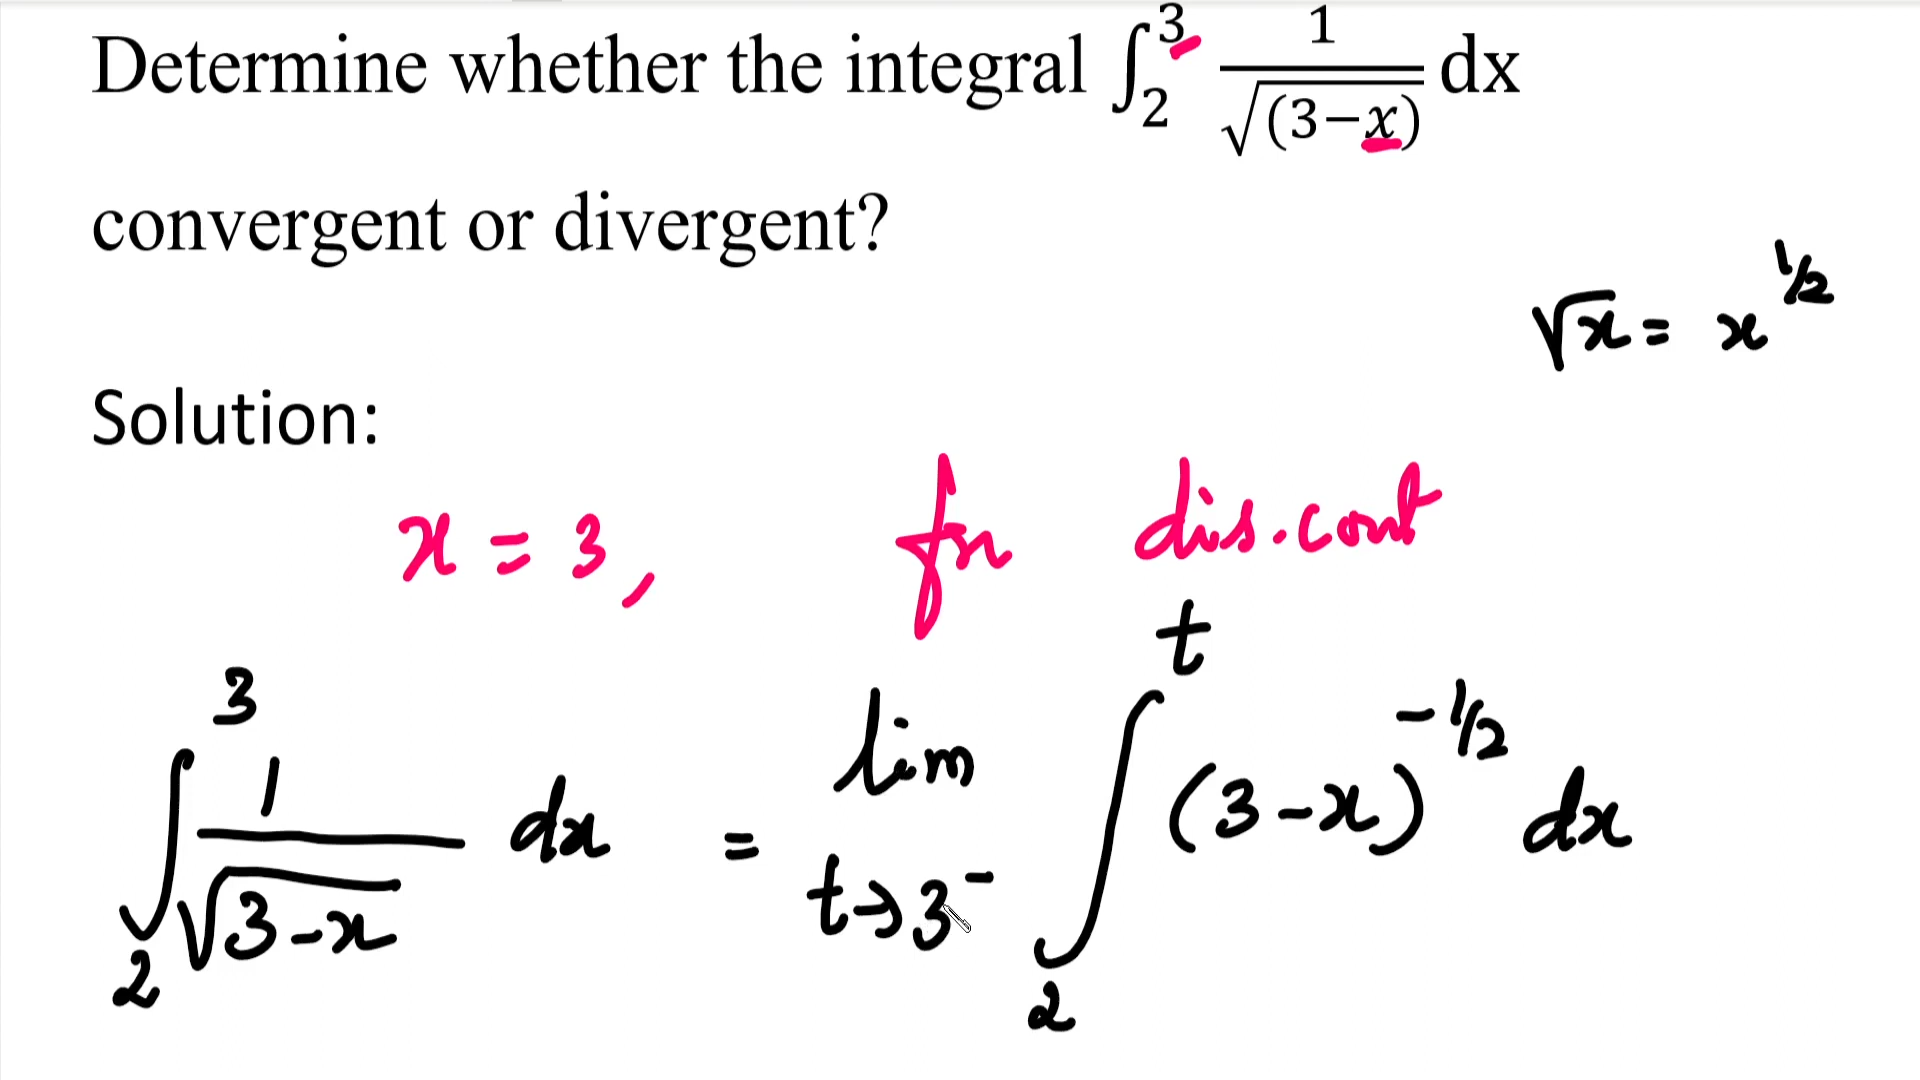 Determine whether the integral ∫₂³ 1/√(3−x) dx
convergent or divergent?
√x = x^1/2
Solution:
x = 3, fn dis.cont
∫₂³ 1/√3-x dx = lim t→3⁻ ∫₂ᵗ (3-x)^-1/2 dx